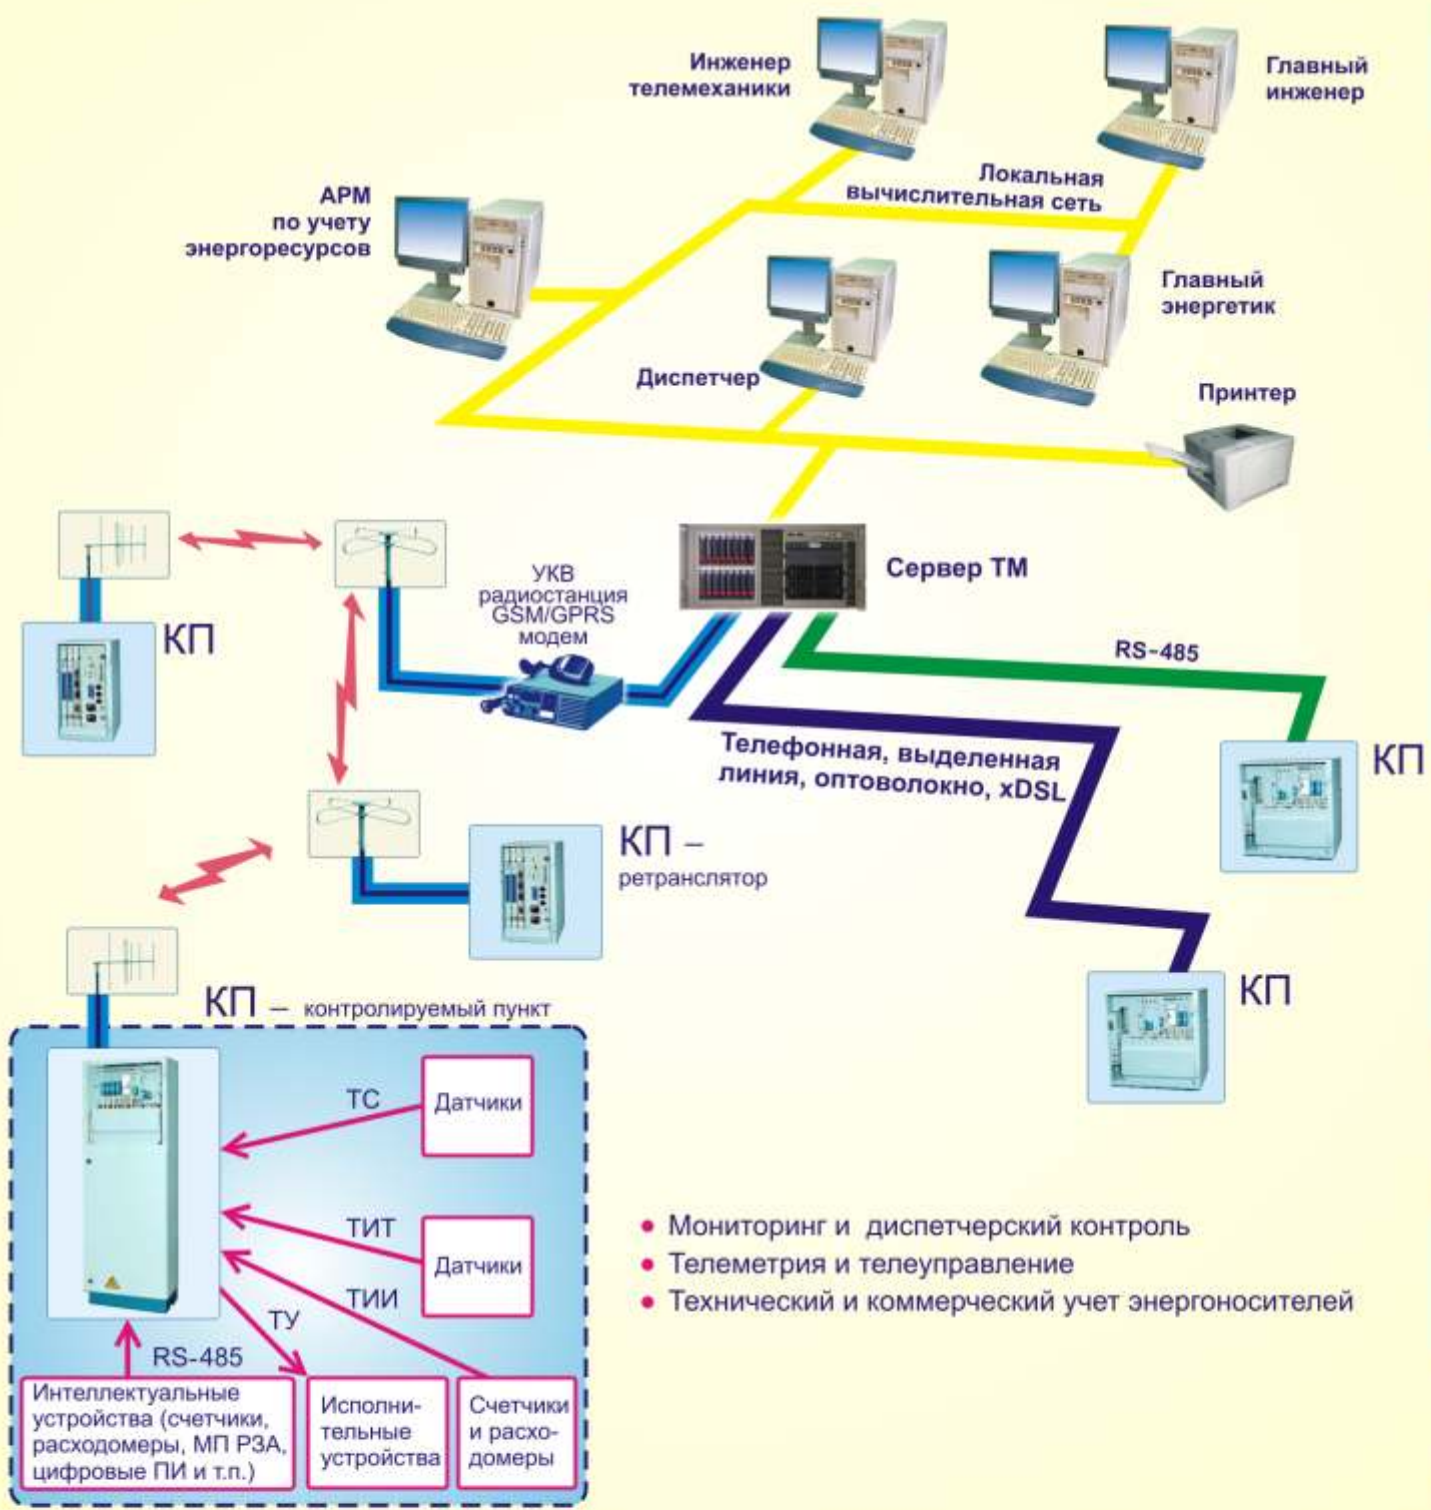 Инженер
телемеханики
Главный
инженер
Локальная
вычислительная сеть
АРМ
по учету
энергоресурсов
Главный
энергетик
Диспетчер
Принтер
Сервер ТМ
УКВ
радиостанция
GSM/GPRS
модем
КП
RS-485
Телефонная, выделенная
линия, оптоволокно, xDSL
КП
КП –
ретранслятор
КП
КП – контролируемый пункт
ТС
Датчики
ТИТ
Датчики
ТИИ
ТУ
RS-485
Интеллектуальные
устройства (счетчики,
расходомеры, МП РЗА,
цифровые ПИ и т.п.)
Исполни-
тельные
устройства
Счетчики
и расхо-
домеры
• Мониторинг и диспетчерский контроль
• Телеметрия и телеуправление
• Технический и коммерческий учет энергоносителей